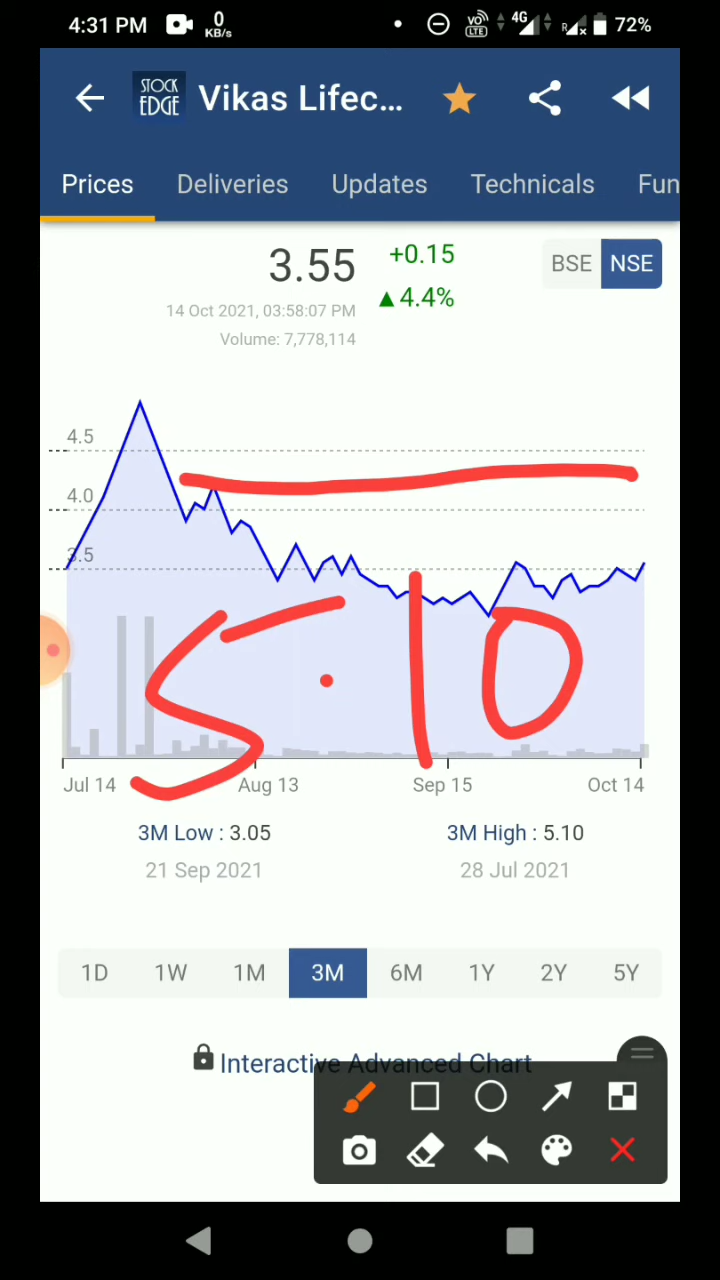 4:31 PM 0 KB/s VO LTE 4G R 72%
STOCK EDGE Vikas Lifec...
Prices Deliveries Updates Technicals Fun
3.55 +0.15 BSE NSE
▲4.4%
14 Oct 2021, 03:58:07 PM
Volume: 7,778,114
4.5
4.0
3.5
5.10
Jul 14 Aug 13 Sep 15 Oct 14
3M Low : 3.05 3M High : 5.10
21 Sep 2021 28 Jul 2021
1D 1W 1M 3M 6M 1Y 2Y 5Y
Interactive Advanced Chart